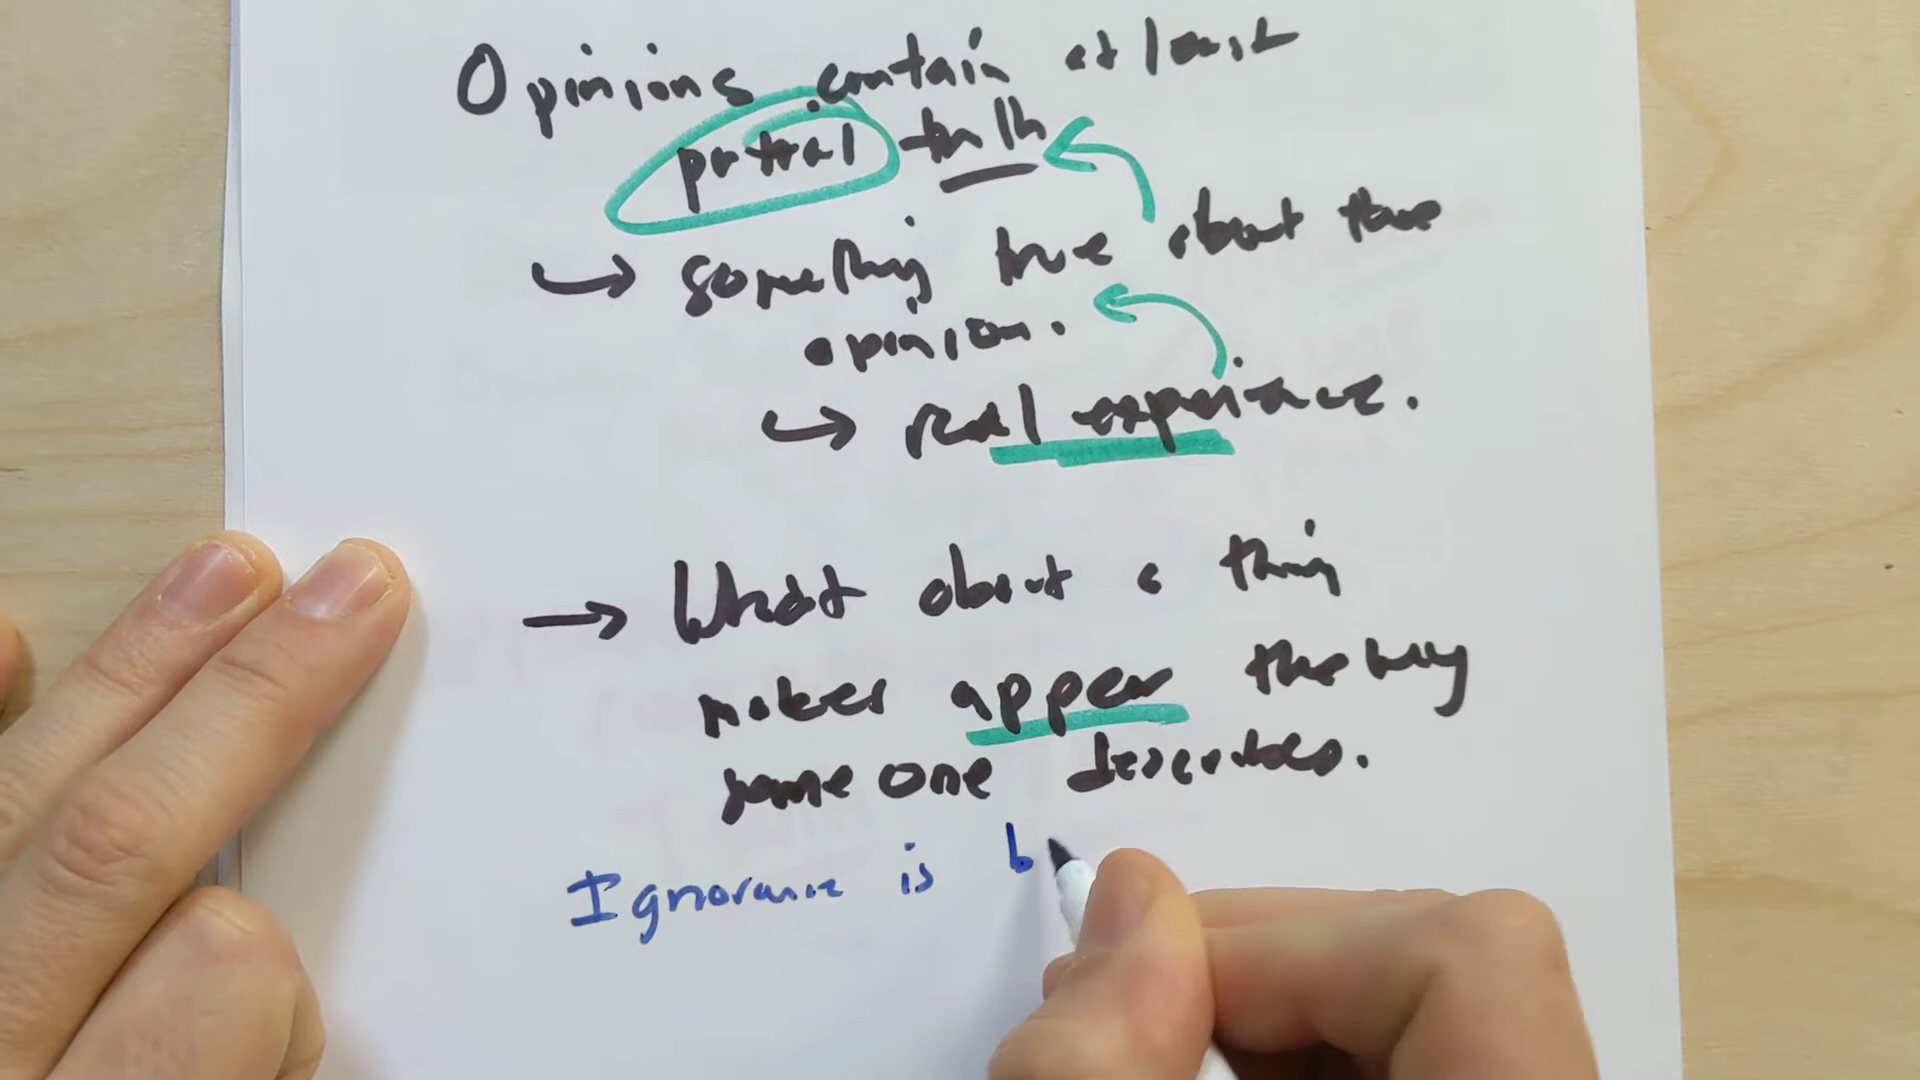 Opinions contain at least
partial truth
↪ something true about the
opinion.
↪ real experience.
→ What about a thing
makes appear the way
someone describes.
Ignorance is b